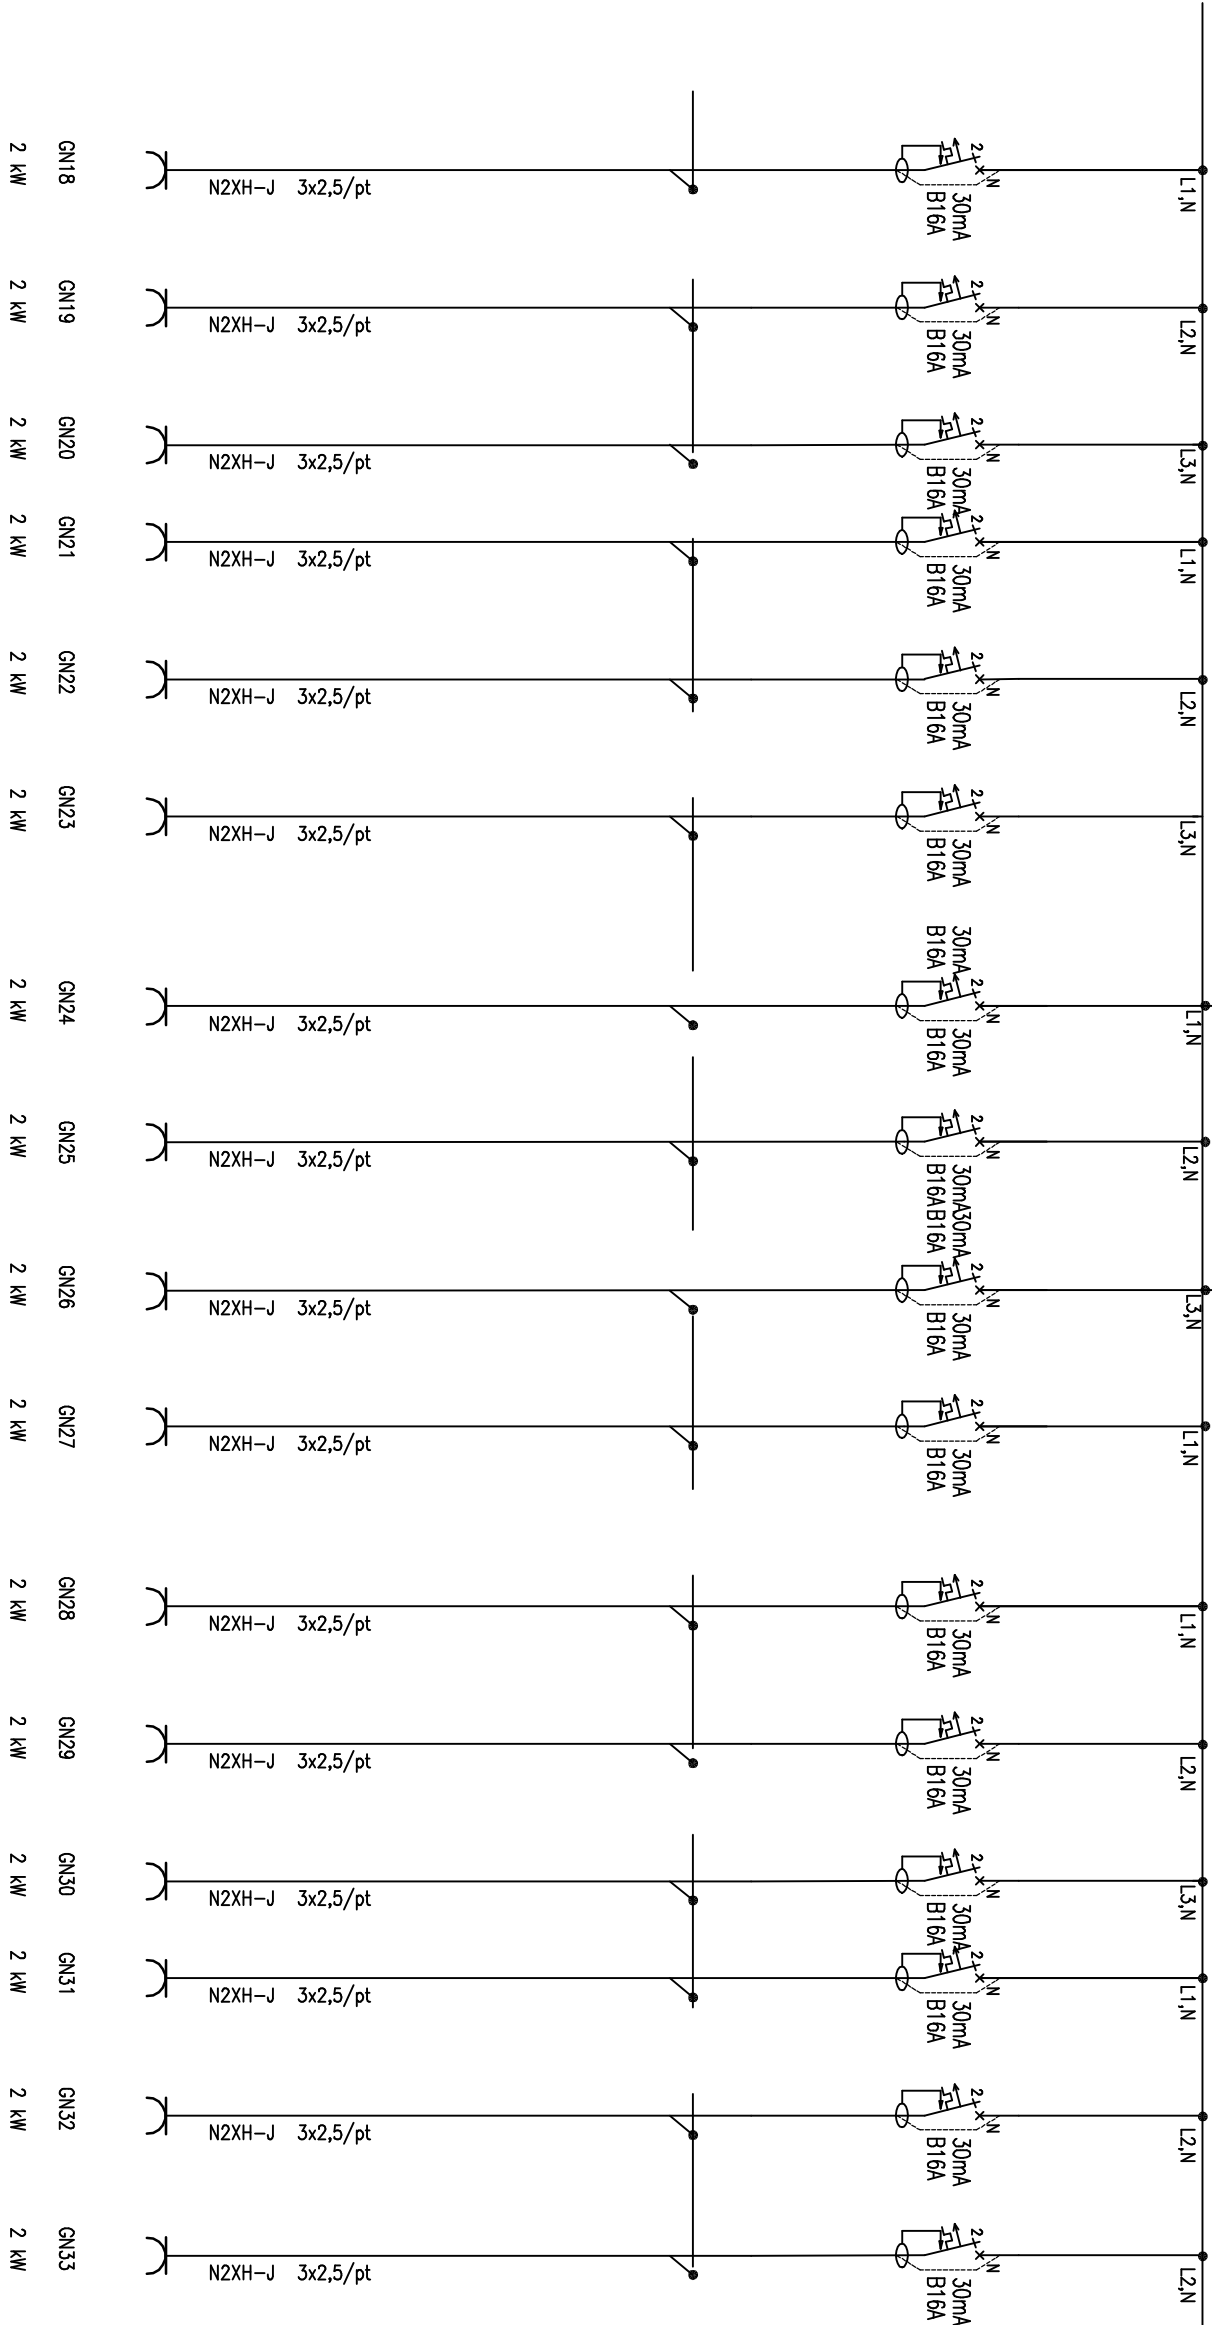 GN18
2 kW
N2XH-J 3x2,5/pt
2
N
30mA
B16A
L1,N
GN19
2 kW
N2XH-J 3x2,5/pt
2
N
30mA
B16A
L2,N
GN20
2 kW
N2XH-J 3x2,5/pt
2
N
30mA
B16A
L3,N
GN21
2 kW
N2XH-J 3x2,5/pt
2
N
30mA
B16A
L1,N
GN22
2 kW
N2XH-J 3x2,5/pt
2
N
30mA
B16A
L2,N
GN23
2 kW
N2XH-J 3x2,5/pt
2
N
30mA
B16A
L3,N
30mA
B16A
GN24
2 kW
N2XH-J 3x2,5/pt
2
N
30mA
B16A
L1,N
GN25
2 kW
N2XH-J 3x2,5/pt
2
N
30mA
B16A
L2,N
30mA
B16A
GN26
2 kW
N2XH-J 3x2,5/pt
2
N
30mA
B16A
L3,N
GN27
2 kW
N2XH-J 3x2,5/pt
2
N
30mA
B16A
L1,N
GN28
2 kW
N2XH-J 3x2,5/pt
2
N
30mA
B16A
L1,N
GN29
2 kW
N2XH-J 3x2,5/pt
2
N
30mA
B16A
L2,N
GN30
2 kW
N2XH-J 3x2,5/pt
2
N
30mA
B16A
L3,N
GN31
2 kW
N2XH-J 3x2,5/pt
2
N
30mA
B16A
L1,N
GN32
2 kW
N2XH-J 3x2,5/pt
2
N
30mA
B16A
L2,N
GN33
2 kW
N2XH-J 3x2,5/pt
2
N
30mA
B16A
L2,N